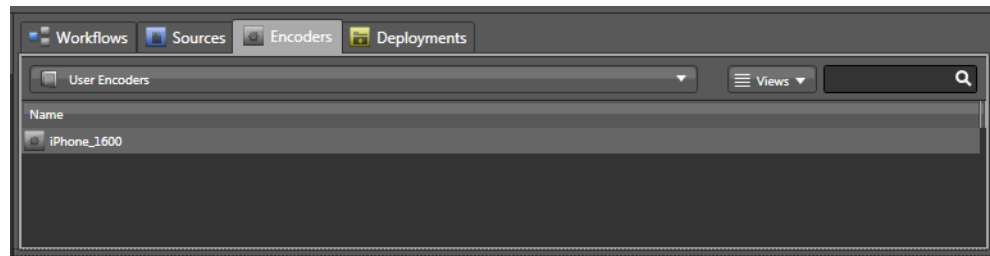 Workflows Sources Encoders Deployments
User Encoders Views
Name
iPhone_1600